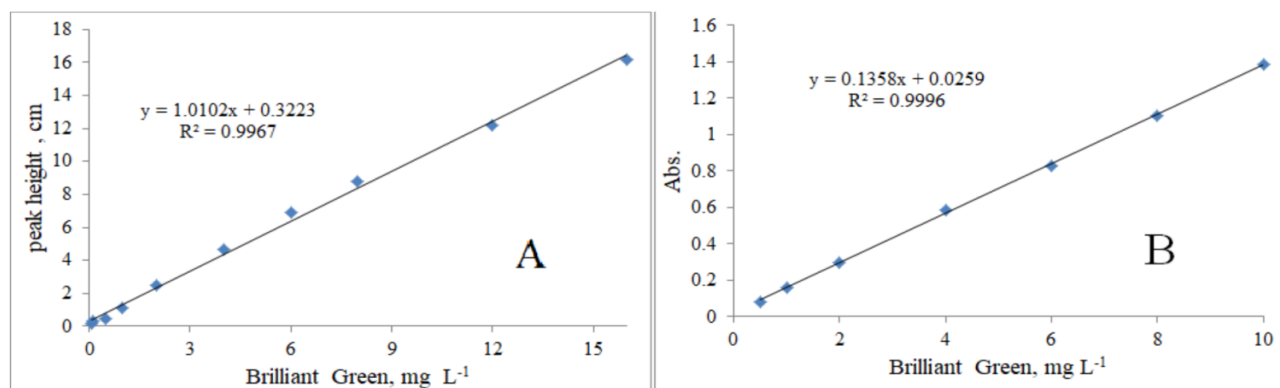 18
16
14
12
10
8
6
4
2
0
peak height , cm
y = 1.0102x + 0.3223
R² = 0.9967
A
0 3 6 9 12 15
Brilliant Green, mg L⁻¹
1.6
1.4
1.2
1
0.8
0.6
0.4
0.2
0
Abs.
y = 0.1358x + 0.0259
R² = 0.9996
B
0 2 4 6 8 10
Brilliant Green, mg L⁻¹